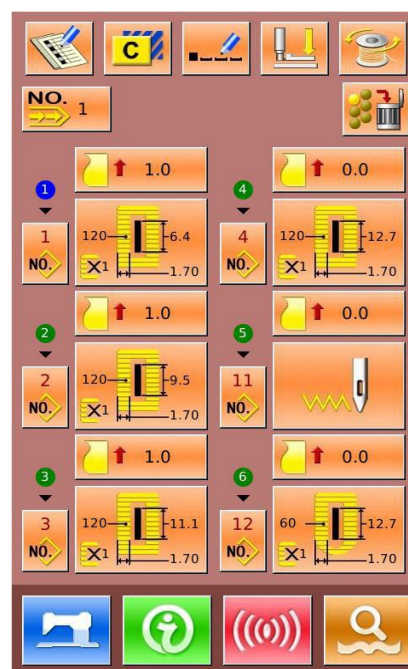 C
NO. 1
1 1.0
1 NO. 120 6.4 X1 1.70
2 1.0
2 NO. 120 9.5 X1 1.70
3 1.0
3 NO. 120 11.1 X1 1.70
4 0.0
4 NO. 120 12.7 X1 1.70
5 0.0
11 NO.
6 0.0
12 NO. 60 12.7 X1 1.70
i